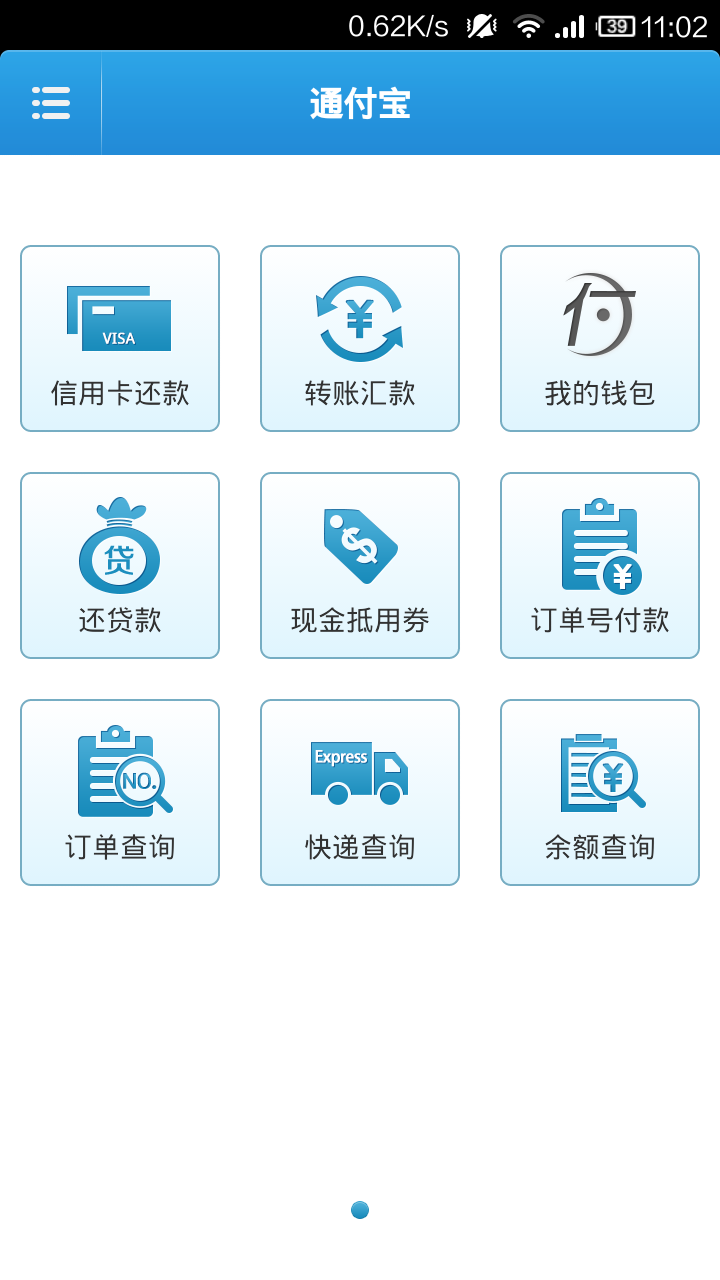 0.62K/s 39 11:02
通付宝
VISA
信用卡还款
¥
转账汇款
付
我的钱包
贷
还贷款
$
现金抵用券
¥
订单号付款
NO.
订单查询
Express
快递查询
¥
余额查询